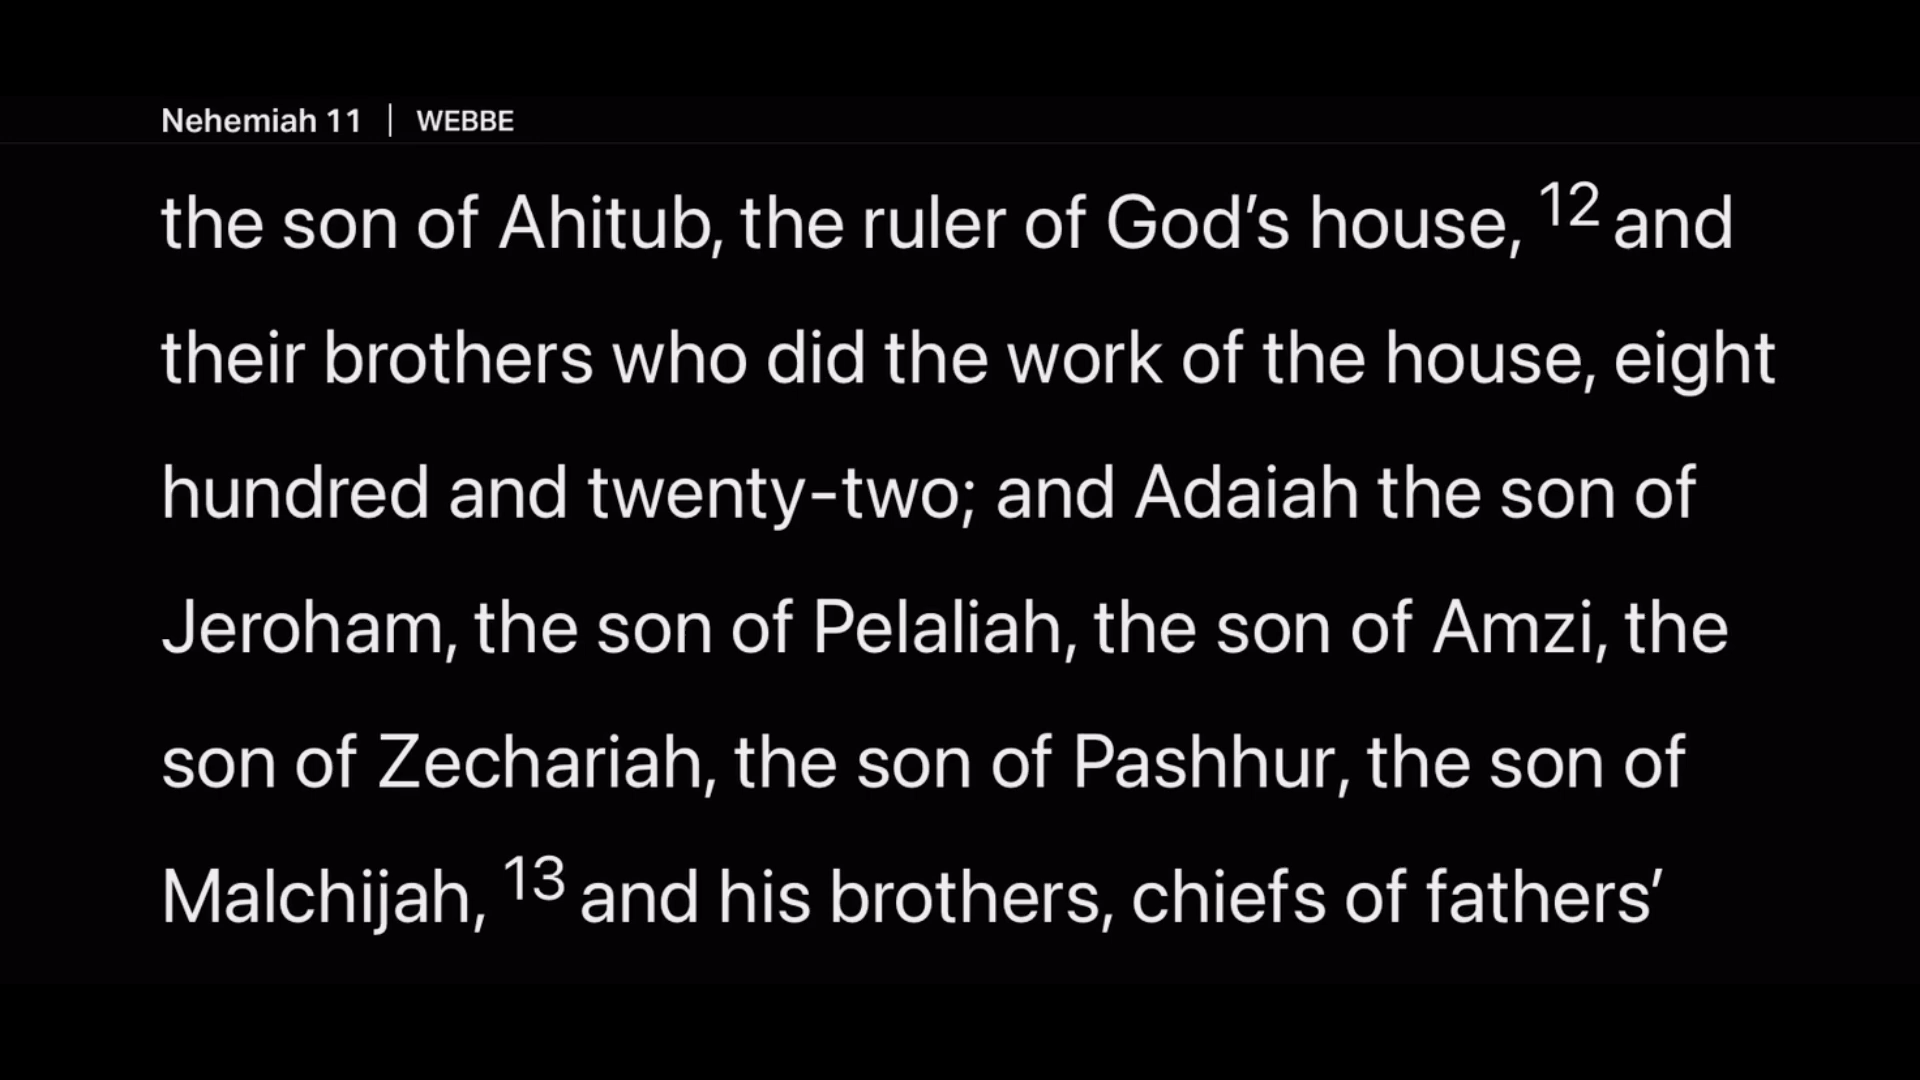 Nehemiah 11 | WEBBE
the son of Ahitub, the ruler of God’s house, 12 and
their brothers who did the work of the house, eight
hundred and twenty-two; and Adaiah the son of
Jeroham, the son of Pelaliah, the son of Amzi, the
son of Zechariah, the son of Pashhur, the son of
Malchijah, 13 and his brothers, chiefs of fathers’